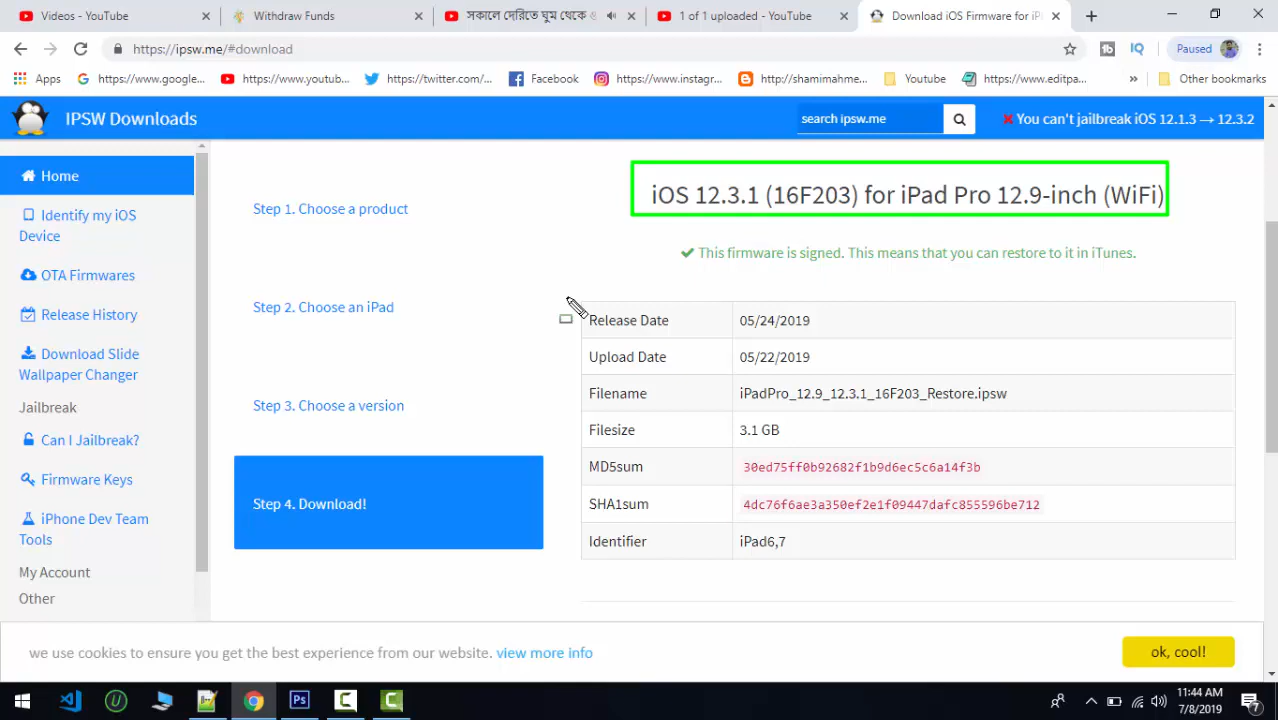 Videos - YouTube
Withdraw Funds
সকালে দেরিতে ঘুম থেকে ও
1 of 1 uploaded - YouTube
Download iOS Firmware for iP
https://ipsw.me/#download
IQ
Paused
Apps
https://www.google...
https://www.youtub...
https://twitter.com/...
Facebook
https://www.instagr...
http://shamimahme...
Youtube
https://www.editpa...
»
Other bookmarks
IPSW Downloads
search ipsw.me
You can't jailbreak iOS 12.1.3 → 12.3.2
Home
Identify my iOS
Device
OTA Firmwares
Release History
Download Slide
Wallpaper Changer
Jailbreak
Can I Jailbreak?
Firmware Keys
iPhone Dev Team
Tools
My Account
Other
Step 1. Choose a product
Step 2. Choose an iPad
Step 3. Choose a version
Step 4. Download!
iOS 12.3.1 (16F203) for iPad Pro 12.9-inch (WiFi)
This firmware is signed. This means that you can restore to it in iTunes.
Release Date 05/24/2019
Upload Date 05/22/2019
Filename iPadPro_12.9_12.3.1_16F203_Restore.ipsw
Filesize 3.1 GB
MD5sum 30ed75ff0b92682f1b9d6ec5c6a14f3b
SHA1sum 4dc76f6ae3a350ef2e1f09447dafc855596be712
Identifier iPad6,7
we use cookies to ensure you get the best experience from our website. view more info
ok, cool!
Ps
11:44 AM
7/8/2019
7